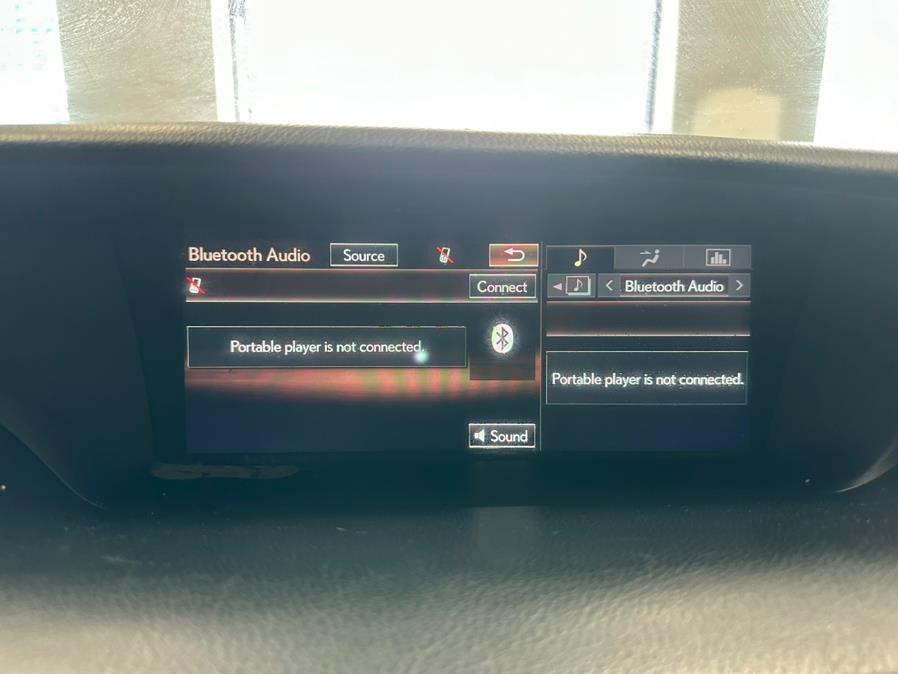 Bluetooth Audio
Source
Connect
Portable player is not connected.
Sound
Bluetooth Audio
Portable player is not connected.